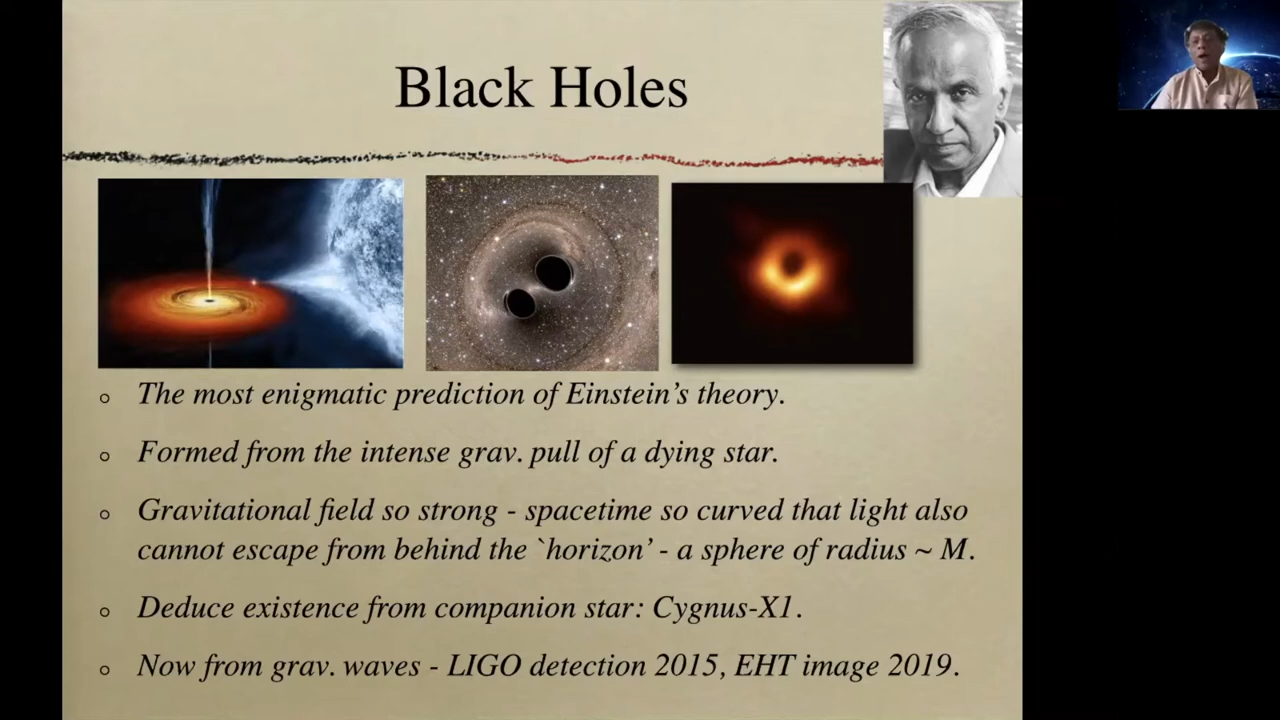 Black Holes
The most enigmatic prediction of Einstein’s theory.
Formed from the intense grav. pull of a dying star.
Gravitational field so strong - spacetime so curved that light also
cannot escape from behind the `horizon’ - a sphere of radius ~ M.
Deduce existence from companion star: Cygnus-X1.
Now from grav. waves - LIGO detection 2015, EHT image 2019.